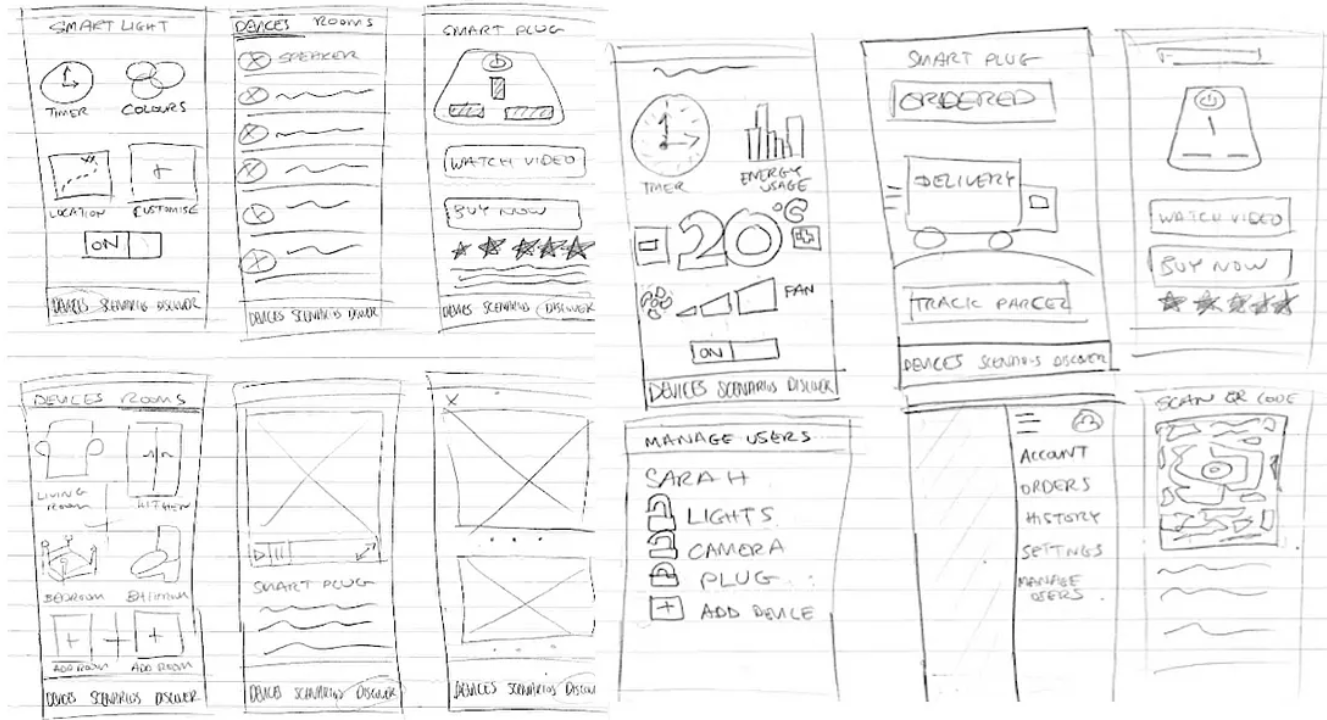 SMART LIGHT
TIMER COLOURS
LOCATION CUSTOMISE
ON
DEVICES SCENARIOS DISCOVER
DEVICES ROOMS
SPEAKER
DEVICES SCENARIOS DISCOVER
SMART PLUG
WATCH VIDEO
BUY NOW
DEVICES SCENARIOS DISCOVER
TIMER
ENERGY
USAGE
20°C
FAN
ON
DEVICES SCENARIOS DISCOVER
SMART PLUG
ORDERED
DELIVERY
TRACK PARCEL
DEVICES SCENARIOS DISCOVER
WATCH VIDEO
BUY NOW
DEVICES ROOMS
LIVING
ROOM
KITCHEN
BEDROOM
ADD ROOM ADD ROOM
DEVICES SCENARIOS DISCOVER
SMART PLUG
DEVICES SCENARIOS DISCOVER
X
DEVICES SCENARIOS DISCOV
MANAGE USERS
SARAH
LIGHTS
CAMERA
PLUG
ADD DEVICE
ACCOUNT
ORDERS
HISTORY
SETTINGS
MANAGE
USERS
SCAN QR CODE